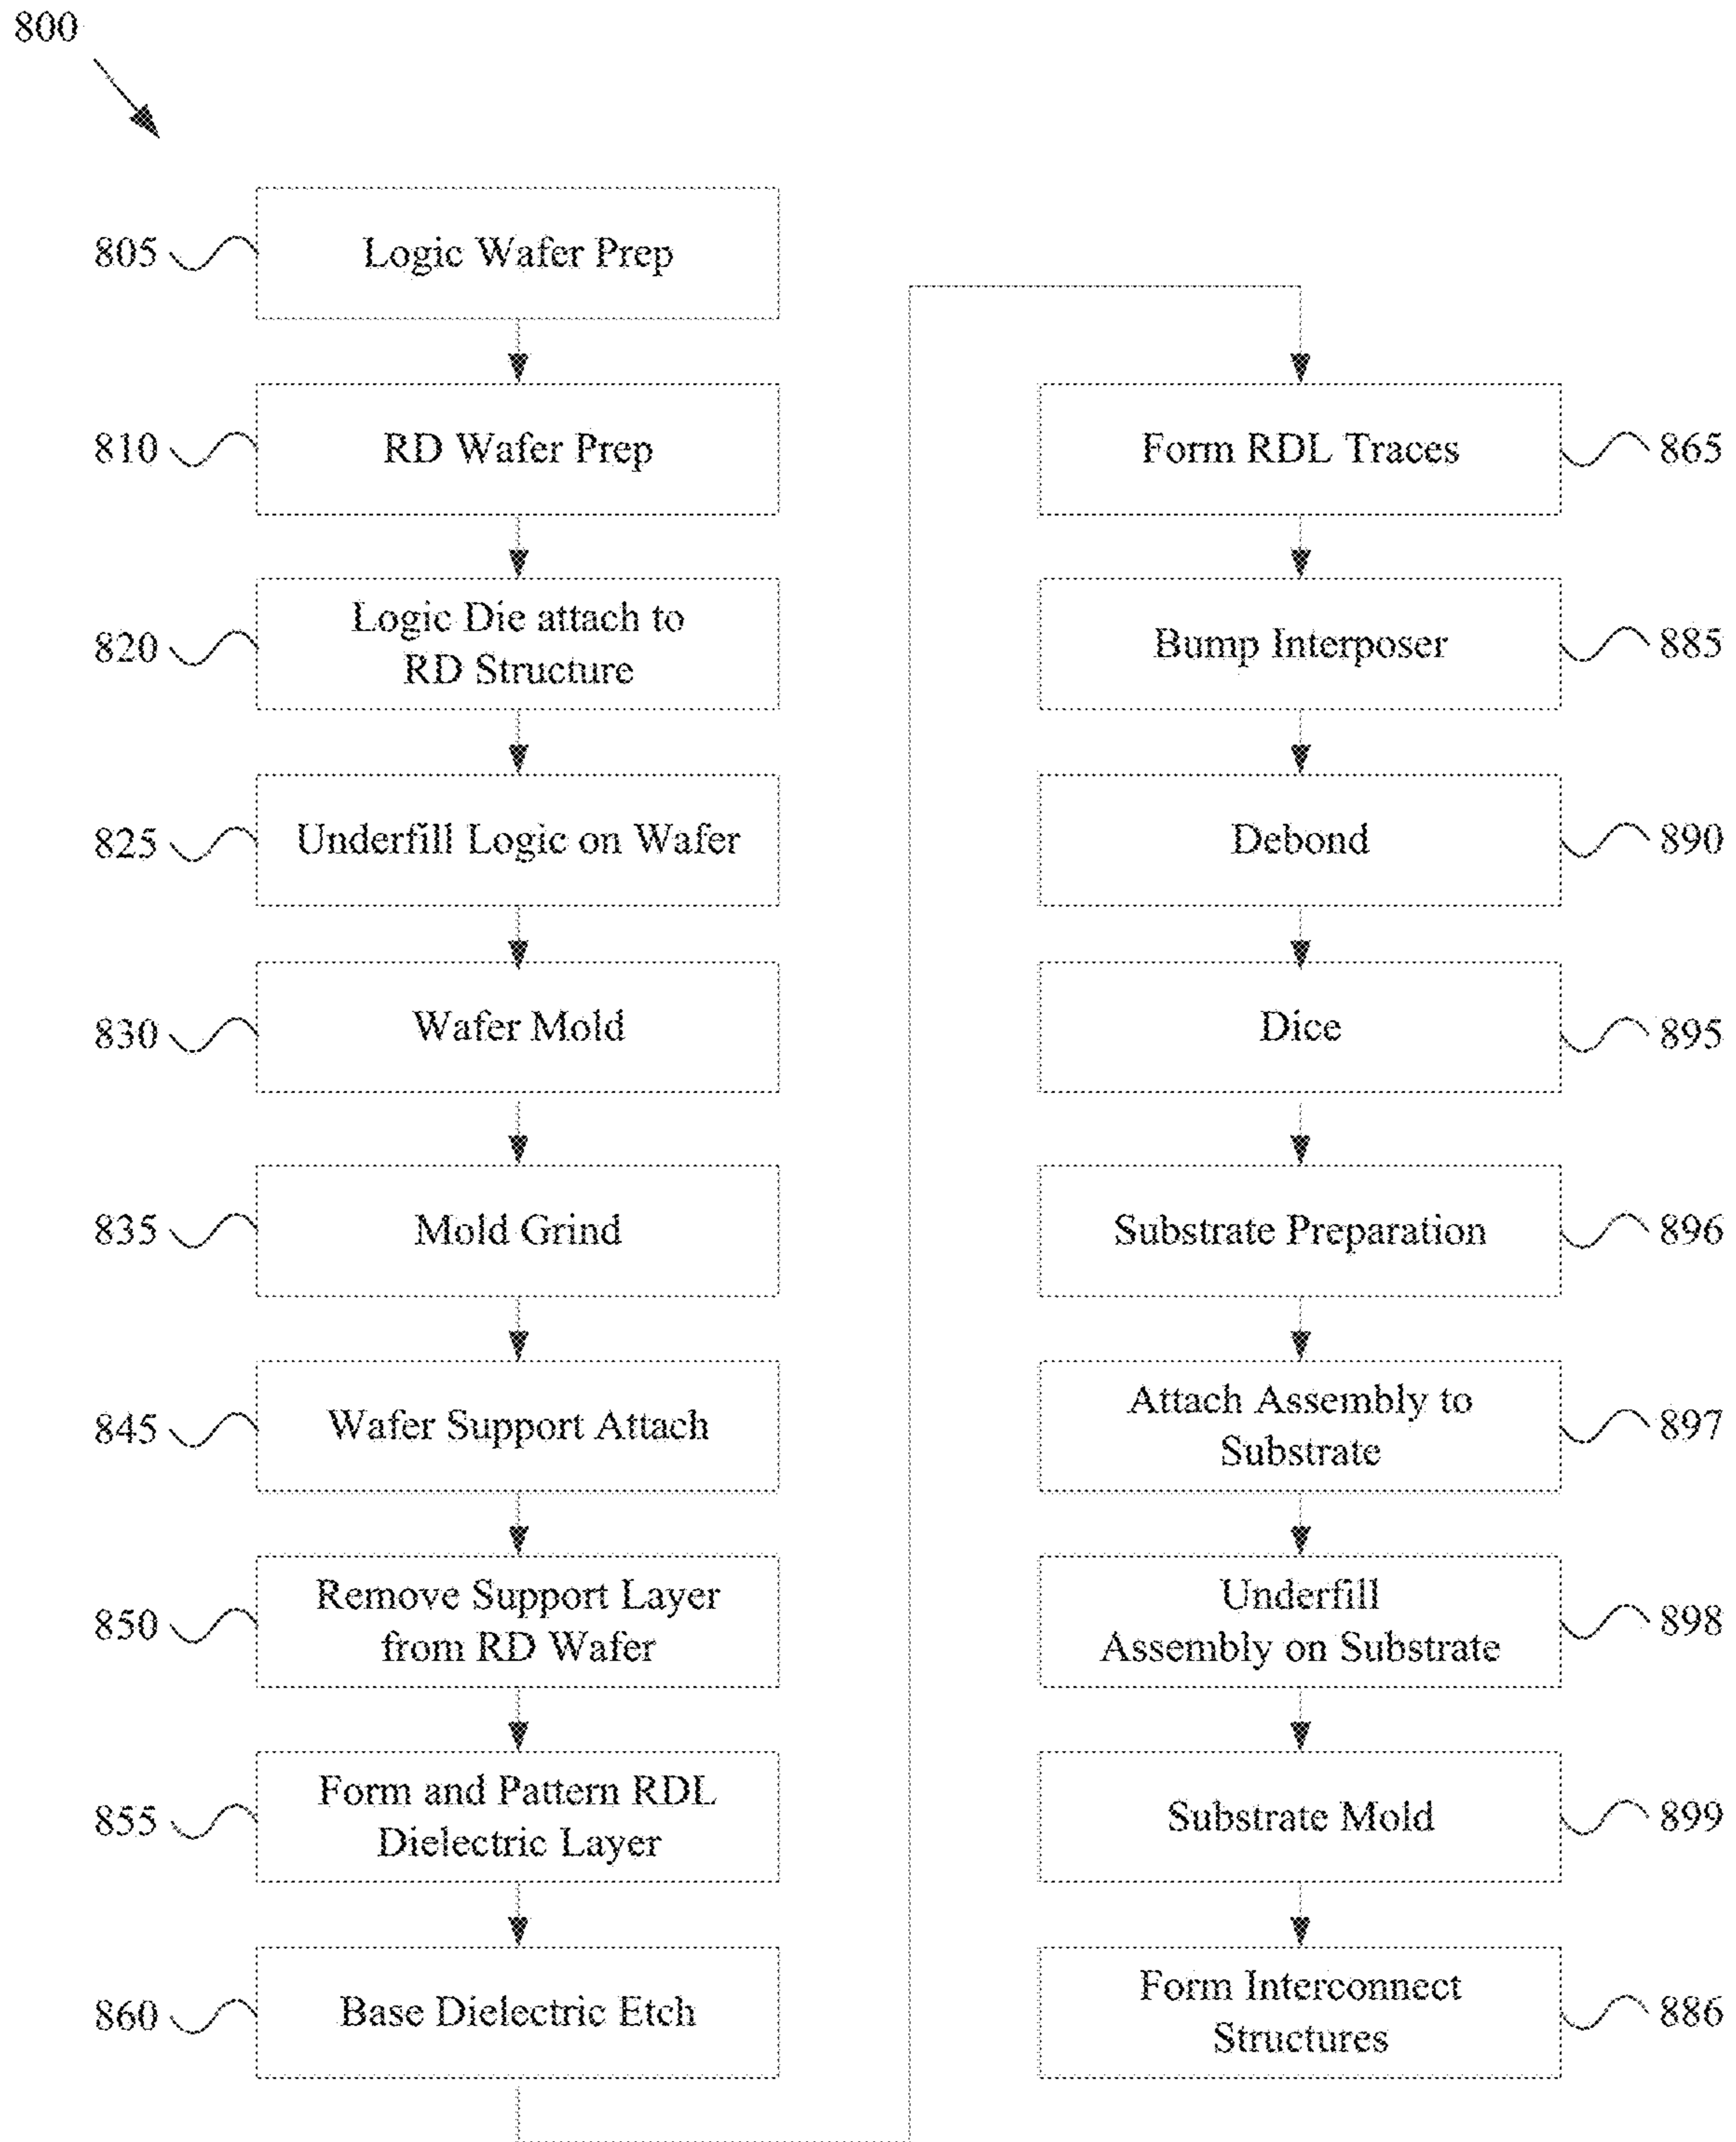 800
805
Logic Wafer Prep
810
RD Wafer Prep
820
Logic Die attach to
RD Structure
825
Underfill Logic on Wafer
830
Wafer Mold
835
Mold Grind
845
Wafer Support Attach
850
Remove Support Layer
from RD Wafer
855
Form and Pattern RDL
Dielectric Layer
860
Base Dielectric Etch
Form RDL Traces
865
Bump Interposer
885
Debond
890
Dice
895
Substrate Preparation
896
Attach Assembly to
Substrate
897
Underfill
Assembly on Substrate
898
Substrate Mold
899
Form Interconnect
Structures
886